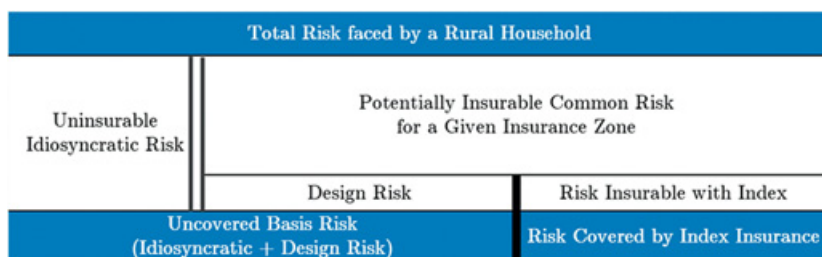 Total Risk faced by a Rural Household
Uninsurable
Idiosyncratic Risk
Potentially Insurable Common Risk
for a Given Insurance Zone
Design Risk
Risk Insurable with Index
Uncovered Basis Risk
(Idiosyncratic + Design Risk)
Risk Covered by Index Insurance